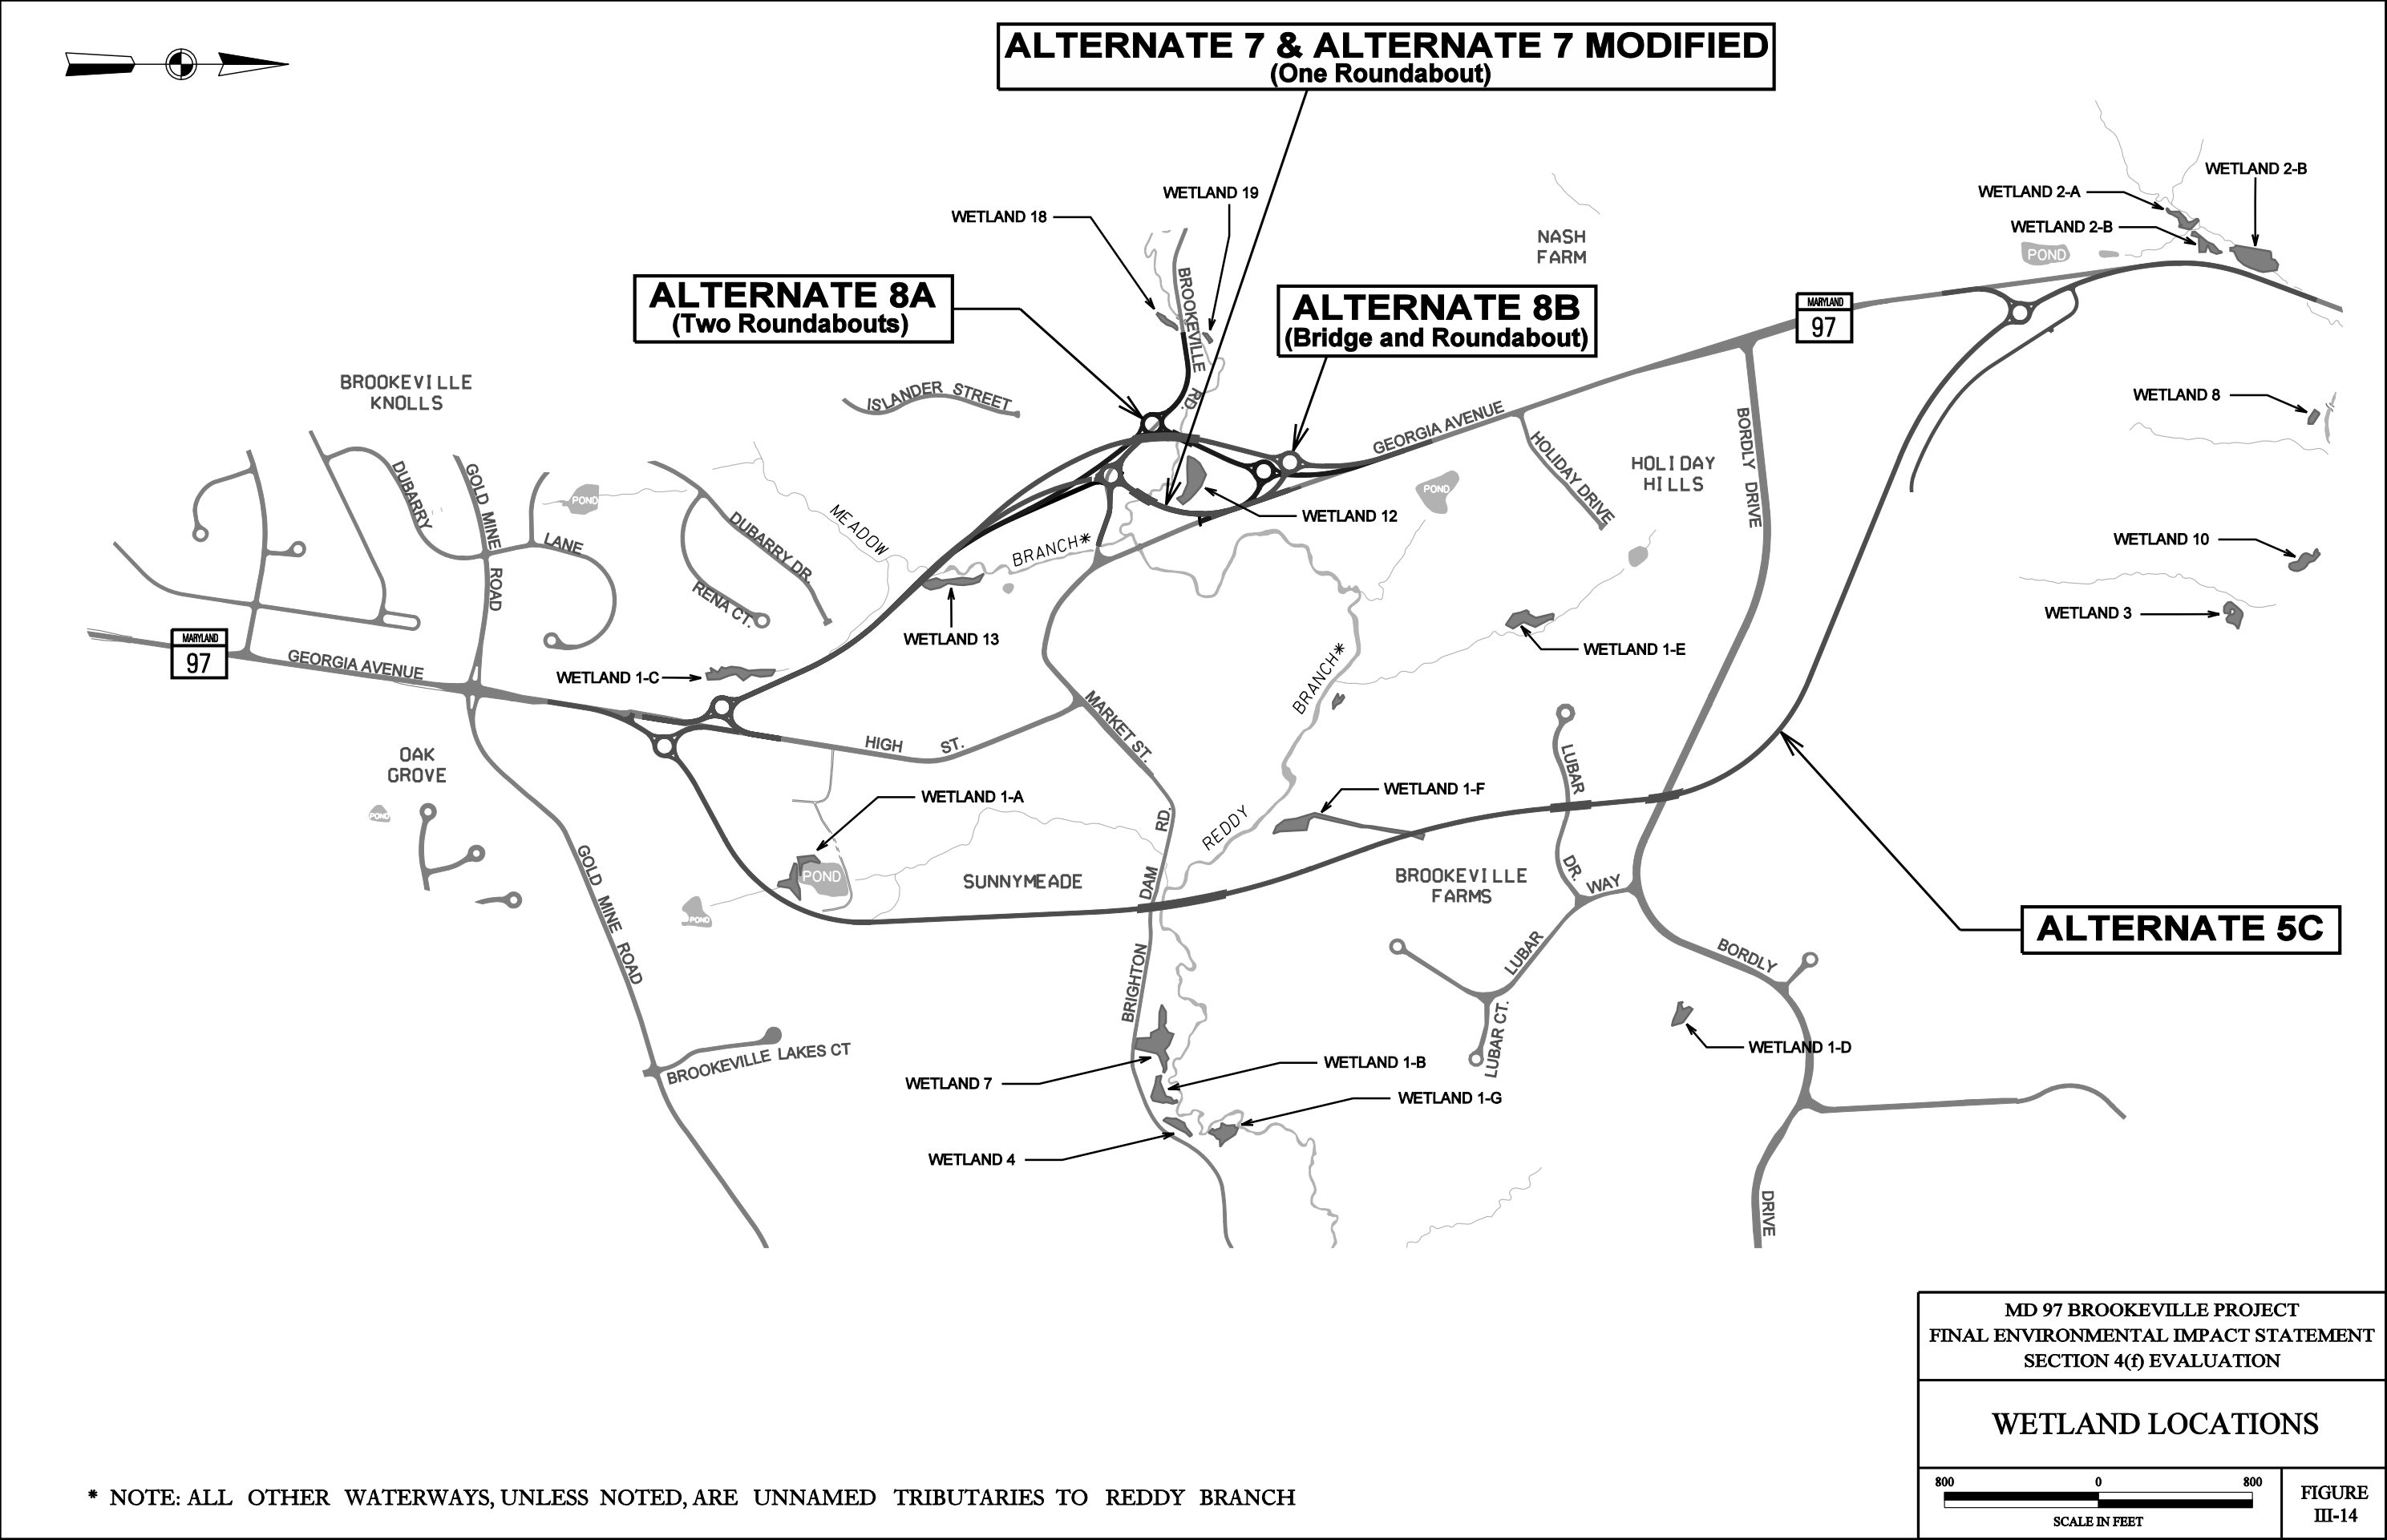 ALTERNATE 7 & ALTERNATE 7 MODIFIED
(One Roundabout)
WETLAND 2-B
WETLAND 2-A
WETLAND 2-B
POND
WETLAND 19
WETLAND 18
NASH
FARM
BROOKEVILLE RD.
ALTERNATE 8A
(Two Roundabouts)
ALTERNATE 8B
(Bridge and Roundabout)
MARYLAND
97
BROOKEVILLE
KNOLLS
ISLANDER STREET
WETLAND 8
GEORGIA AVENUE
BORDLY DRIVE
HOLIDAY DRIVE
HOLIDAY
HILLS
DUBARRY
GOLD MINE ROAD
LANE
POND
POND
DUBARRY DR.
RENA CT.
MEADOW
BRANCH*
WETLAND 12
WETLAND 10
WETLAND 3
WETLAND 13
WETLAND 1-E
MARYLAND
97
GEORGIA AVENUE
WETLAND 1-C
BRANCH*
REDDY
MARKET ST.
HIGH ST.
OAK
GROVE
LUBAR
DR.
WETLAND 1-A
WETLAND 1-F
POND
POND
POND
SUNNYMEADE
BRIGHTON DAM RD.
BROOKEVILLE
FARMS
WAY
ALTERNATE 5C
GOLD MINE ROAD
LUBAR
BORDLY
LUBAR CT.
WETLAND 1-D
BROOKEVILLE LAKES CT
WETLAND 7
WETLAND 1-B
WETLAND 1-G
WETLAND 4
DRIVE
MD 97 BROOKEVILLE PROJECT
FINAL ENVIRONMENTAL IMPACT STATEMENT
SECTION 4(f) EVALUATION
WETLAND LOCATIONS
800 0 800
SCALE IN FEET
FIGURE
III-14
* NOTE: ALL OTHER WATERWAYS, UNLESS NOTED, ARE UNNAMED TRIBUTARIES TO REDDY BRANCH